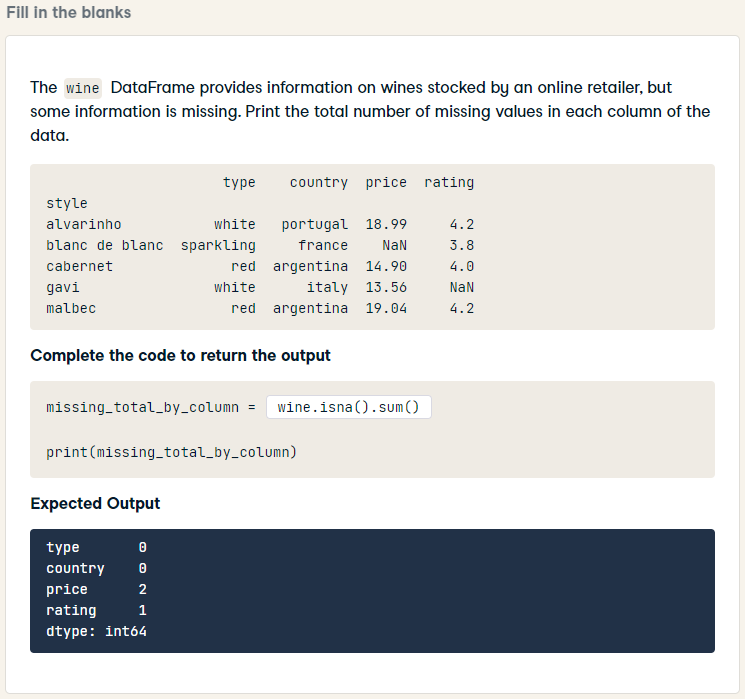 Fill in the blanks
The wine DataFrame provides information on wines stocked by an online retailer, but
some information is missing. Print the total number of missing values in each column of the
data.
type country price rating
style
alvarinho white portugal 18.99 4.2
blanc de blanc sparkling france NaN 3.8
cabernet red argentina 14.90 4.0
gavi white italy 13.56 NaN
malbec red argentina 19.04 4.2
Complete the code to return the output
missing_total_by_column = wine.isna().sum()
print(missing_total_by_column)
Expected Output
type 0
country 0
price 2
rating 1
dtype: int64